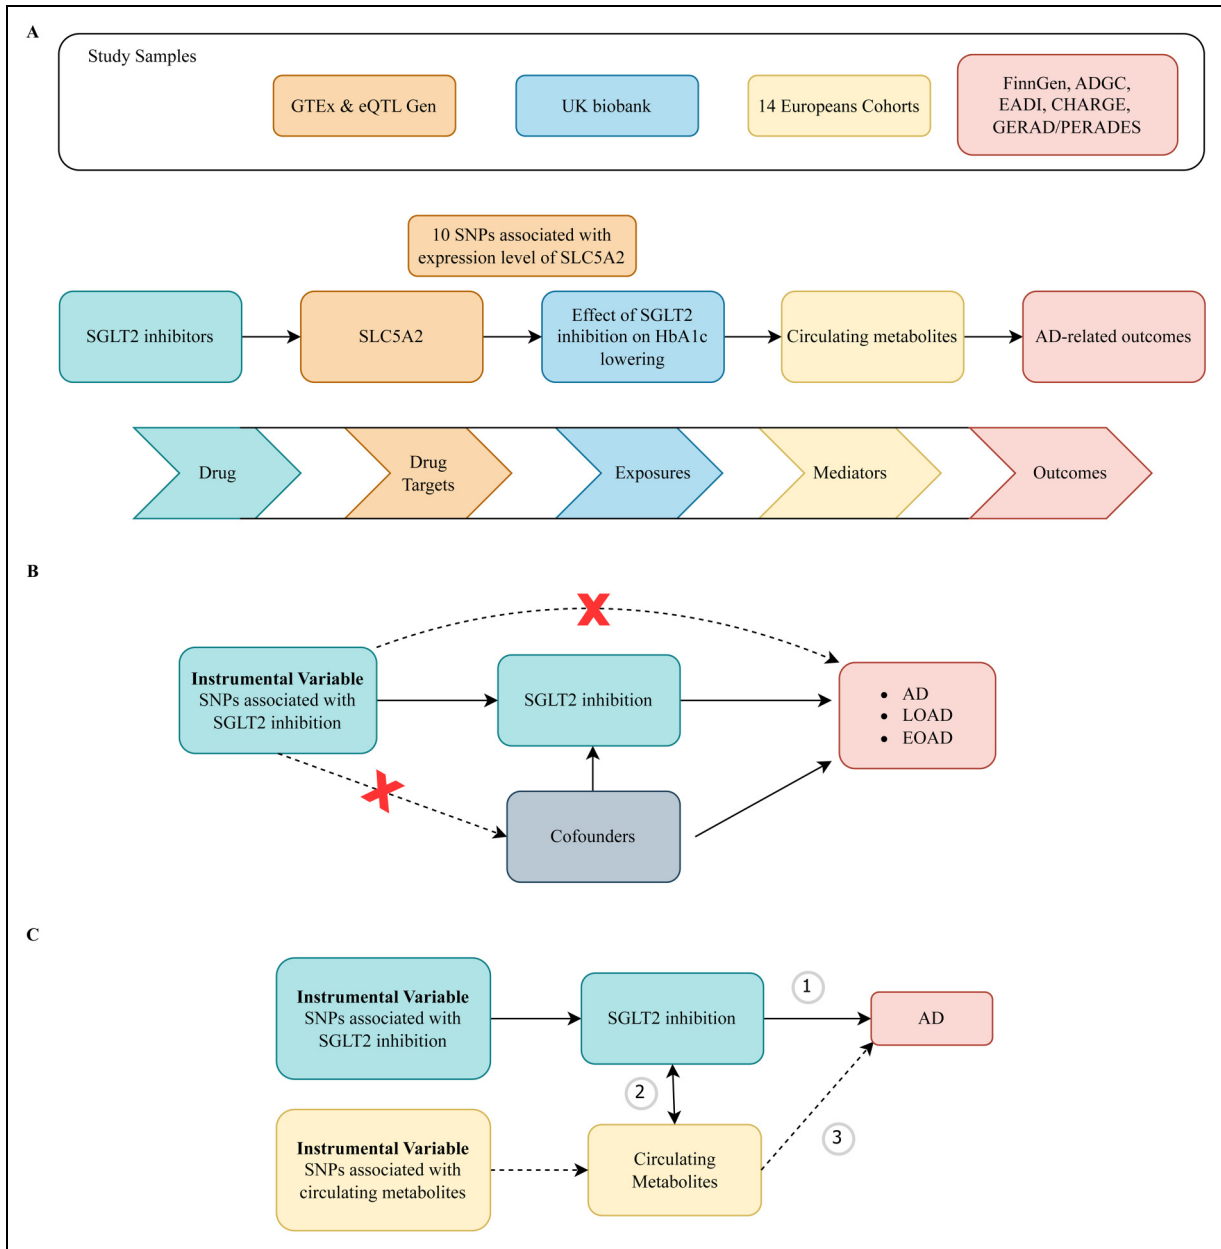 A
Study Samples
GTEx & eQTL Gen
UK biobank
14 Europeans Cohorts
FinnGen, ADGC,
EADI, CHARGE,
GERAD/PERADES
10 SNPs associated with
expression level of SLC5A2
SGLT2 inhibitors
SLC5A2
Effect of SGLT2
inhibition on HbA1c
lowering
Circulating metabolites
AD-related outcomes
Drug
Drug
Targets
Exposures
Mediators
Outcomes
B
Instrumental Variable
SNPs associated with
SGLT2 inhibition
SGLT2 inhibition
• AD
• LOAD
• EOAD
Cofounders
C
Instrumental Variable
SNPs associated with
SGLT2 inhibition
SGLT2 inhibition
1
AD
2
Instrumental Variable
SNPs associated with
circulating metabolites
Circulating
Metabolites
3